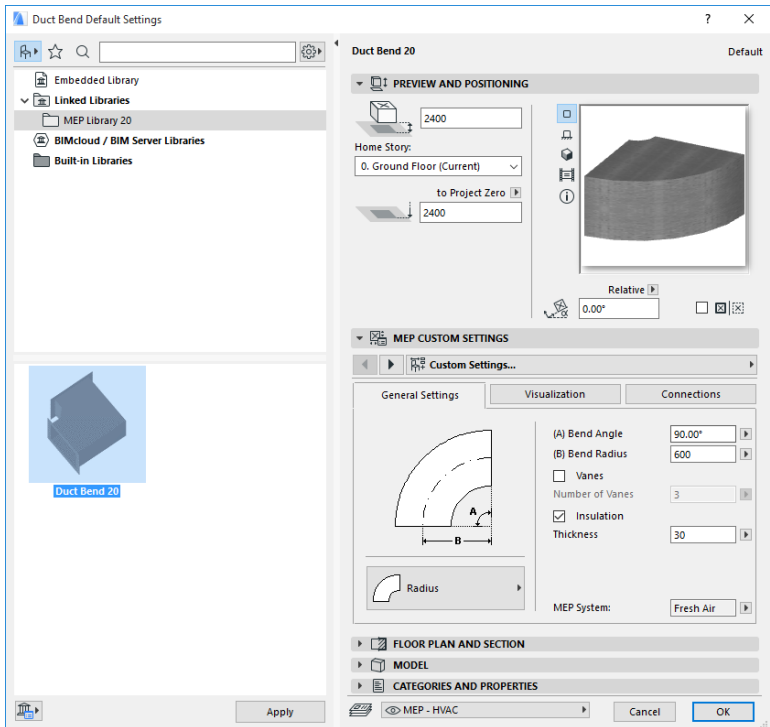 Duct Bend Default Settings
?
Embedded Library
Linked Libraries
MEP Library 20
BIMcloud / BIM Server Libraries
Built-in Libraries
Duct Bend 20
Apply
Duct Bend 20
Default
PREVIEW AND POSITIONING
2400
Home Story:
0. Ground Floor (Current)
to Project Zero
2400
Relative
α
0.00°
MEP CUSTOM SETTINGS
Custom Settings...
General Settings
Visualization
Connections
A
B
Radius
(A) Bend Angle
90.00°
(B) Bend Radius
600
Vanes
Number of Vanes
3
Insulation
Thickness
30
MEP System:
Fresh Air
FLOOR PLAN AND SECTION
MODEL
CATEGORIES AND PROPERTIES
MEP - HVAC
Cancel
OK